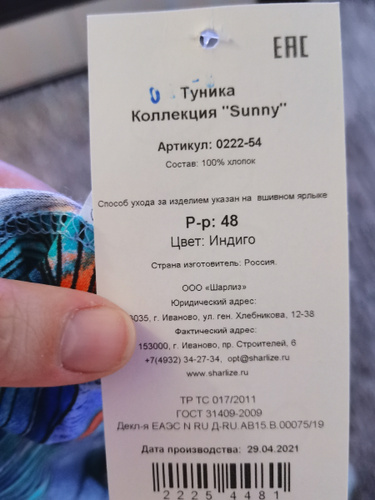 EAC
Туника
Коллекция "Sunny"
Артикул: 0222-54
Состав: 100% хлопок
Способ ухода за изделием указан на вшивном ярлыке
Р-р: 48
Цвет: Индиго
Страна изготовитель: Россия.
ООО «Шарлиз»
Юридический адрес:
г. Иваново, ул. ген. Хлебникова, 12-38
Фактический адрес:
153000, г. Иваново, пр. Строителей, 6
+7(4932) 34-27-34, opt@sharlize.ru
www.sharlize.ru
ТР ТС 017/2011
ГОСТ 31409-2009
Декл-я ЕАЭС N RU Д-RU.АВ15.В.00075/19
Дата производства: 29.04.2021
2225 4481